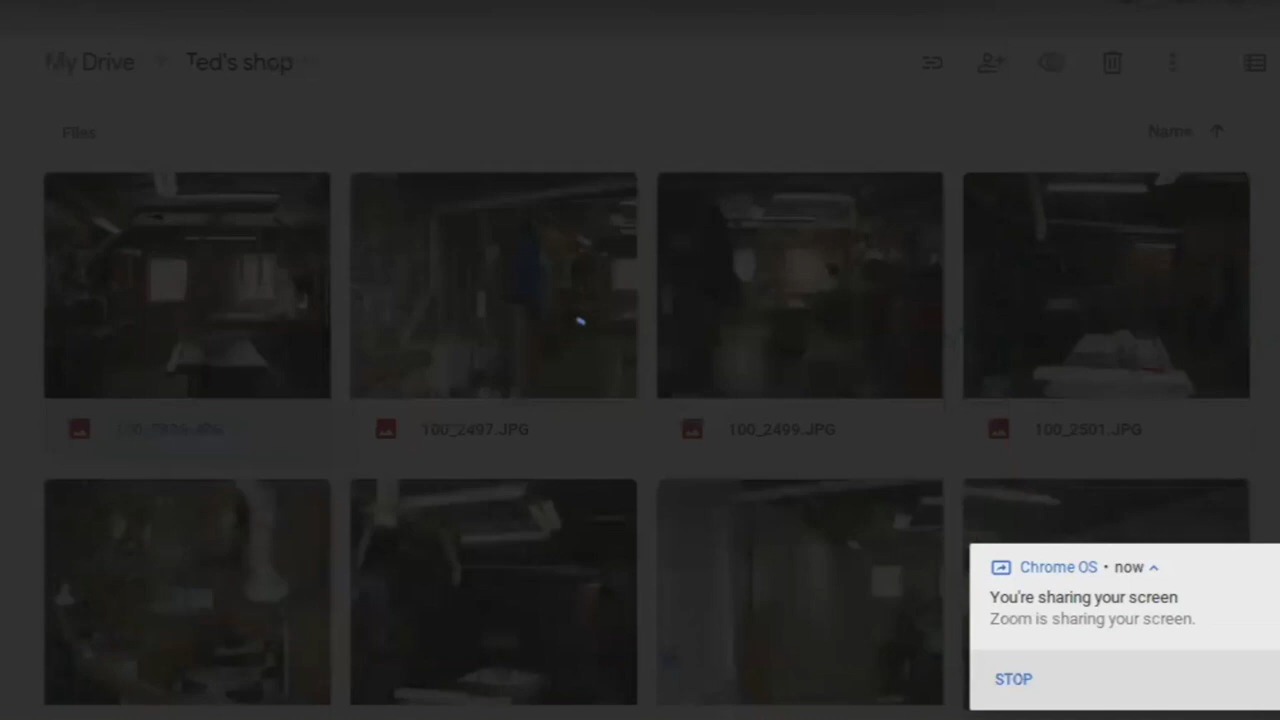 My Drive
Ted's shop
Files
Name
100_2497.JPG
100_2499.JPG
100_2501.JPG
Chrome OS • now
You're sharing your screen
Zoom is sharing your screen.
STOP